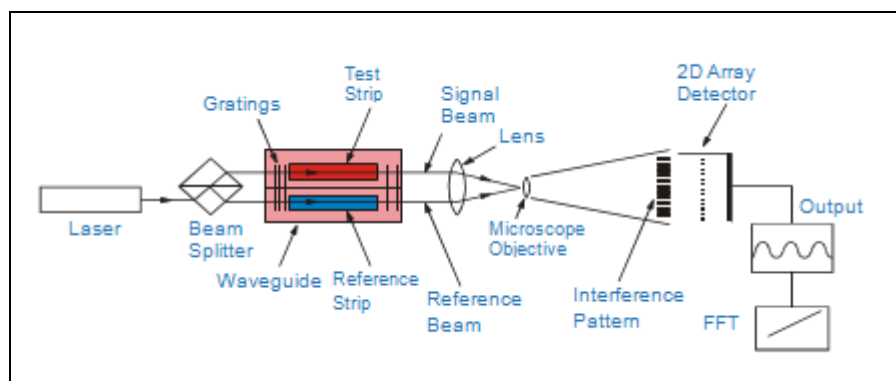 Test
Strip
Gratings
Signal
Beam
Lens
2D Array
Detector
Laser
Beam
Splitter
Waveguide
Reference
Strip
Reference
Beam
Microscope
Objective
Interference
Pattern
Output
FFT